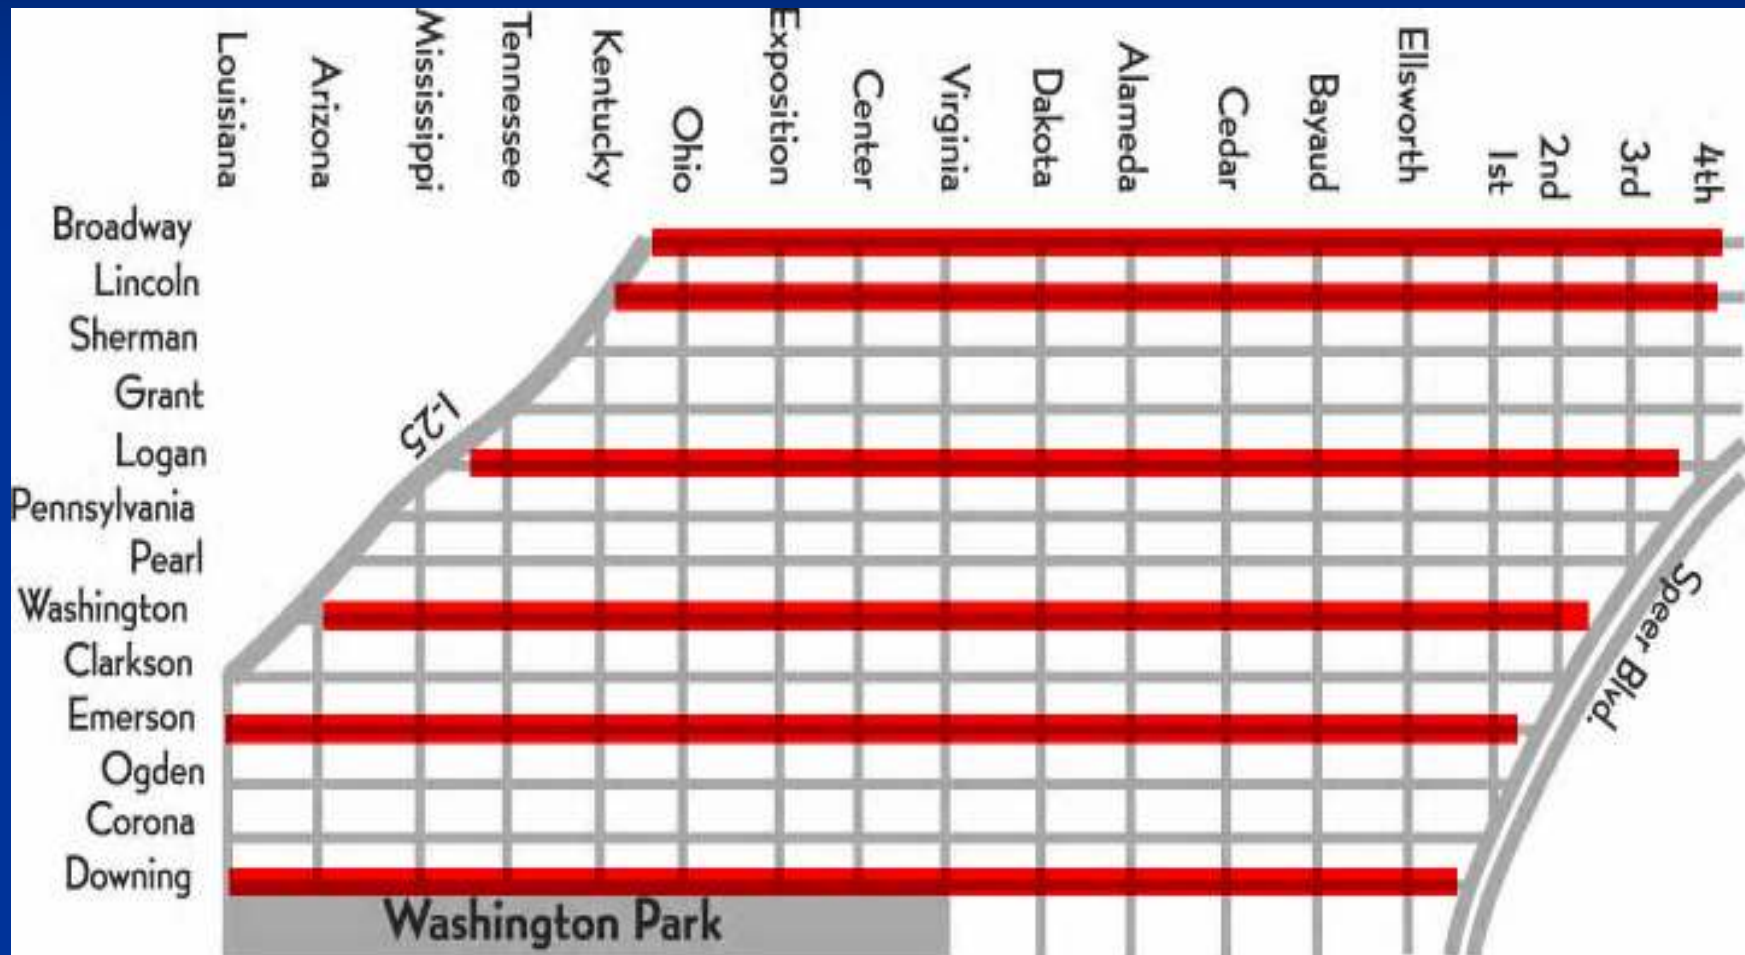 Louisiana
Arizona
Mississippi
Tennessee
Kentucky
Ohio
Exposition
Center
Virginia
Dakota
Alameda
Cedar
Bayaud
Ellsworth
1st
2nd
3rd
4th
Broadway
Lincoln
Sherman
Grant
I-25
Logan
Pennsylvania
Pearl
Washington
Speer Blvd.
Clarkson
Emerson
Ogden
Corona
Downing
Washington Park